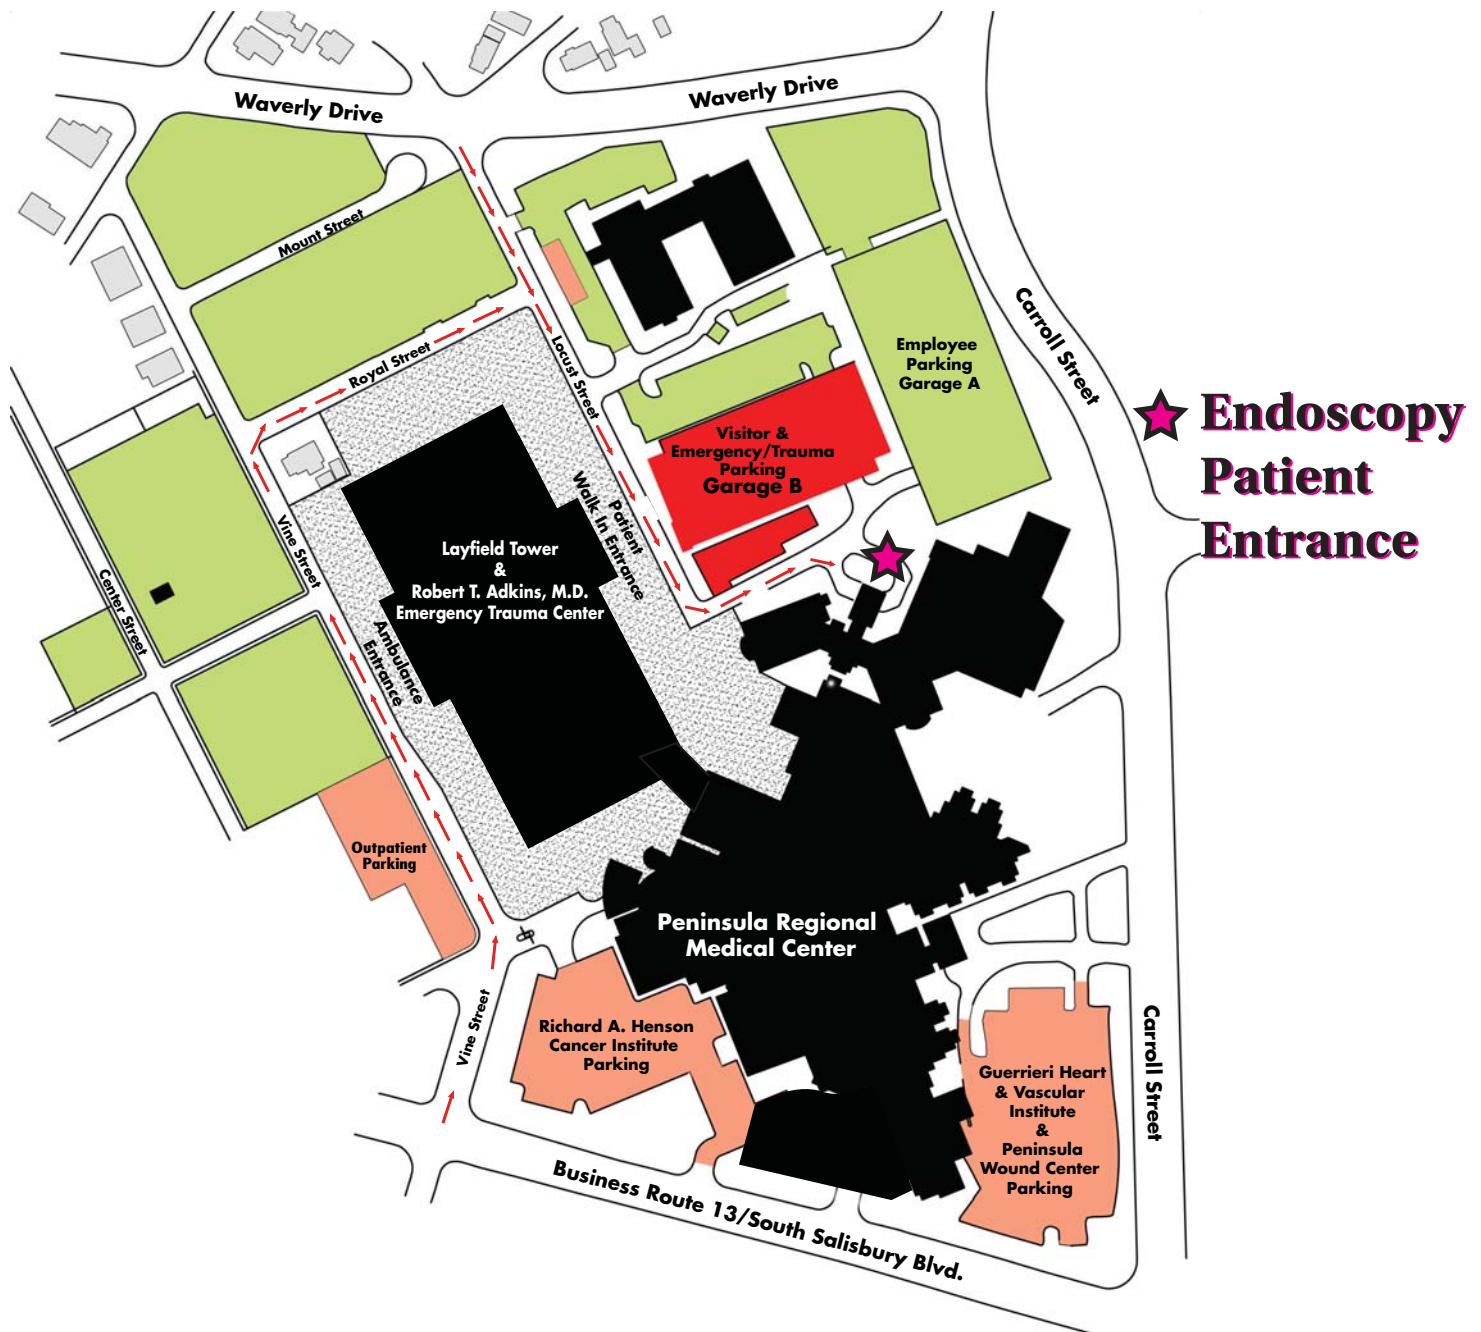 Waverly Drive
Waverly Drive
Mount Street
Royal Street
Locust Street
Carroll Street
Employee
Parking
Garage A
Endoscopy
Patient
Entrance
Visitor &
Emergency/Trauma
Parking
Garage B
Patient
Walk In Entrance
Vine Street
Center Street
Layfield Tower
&
Robert T. Adkins, M.D.
Emergency Trauma Center
Ambulance
Entrance
Outpatient
Parking
Peninsula Regional
Medical Center
Vine Street
Richard A. Henson
Cancer Institute
Parking
Guerrieri Heart
& Vascular
Institute
&
Peninsula
Wound Center
Parking
Carroll Street
Business Route 13/South Salisbury Blvd.